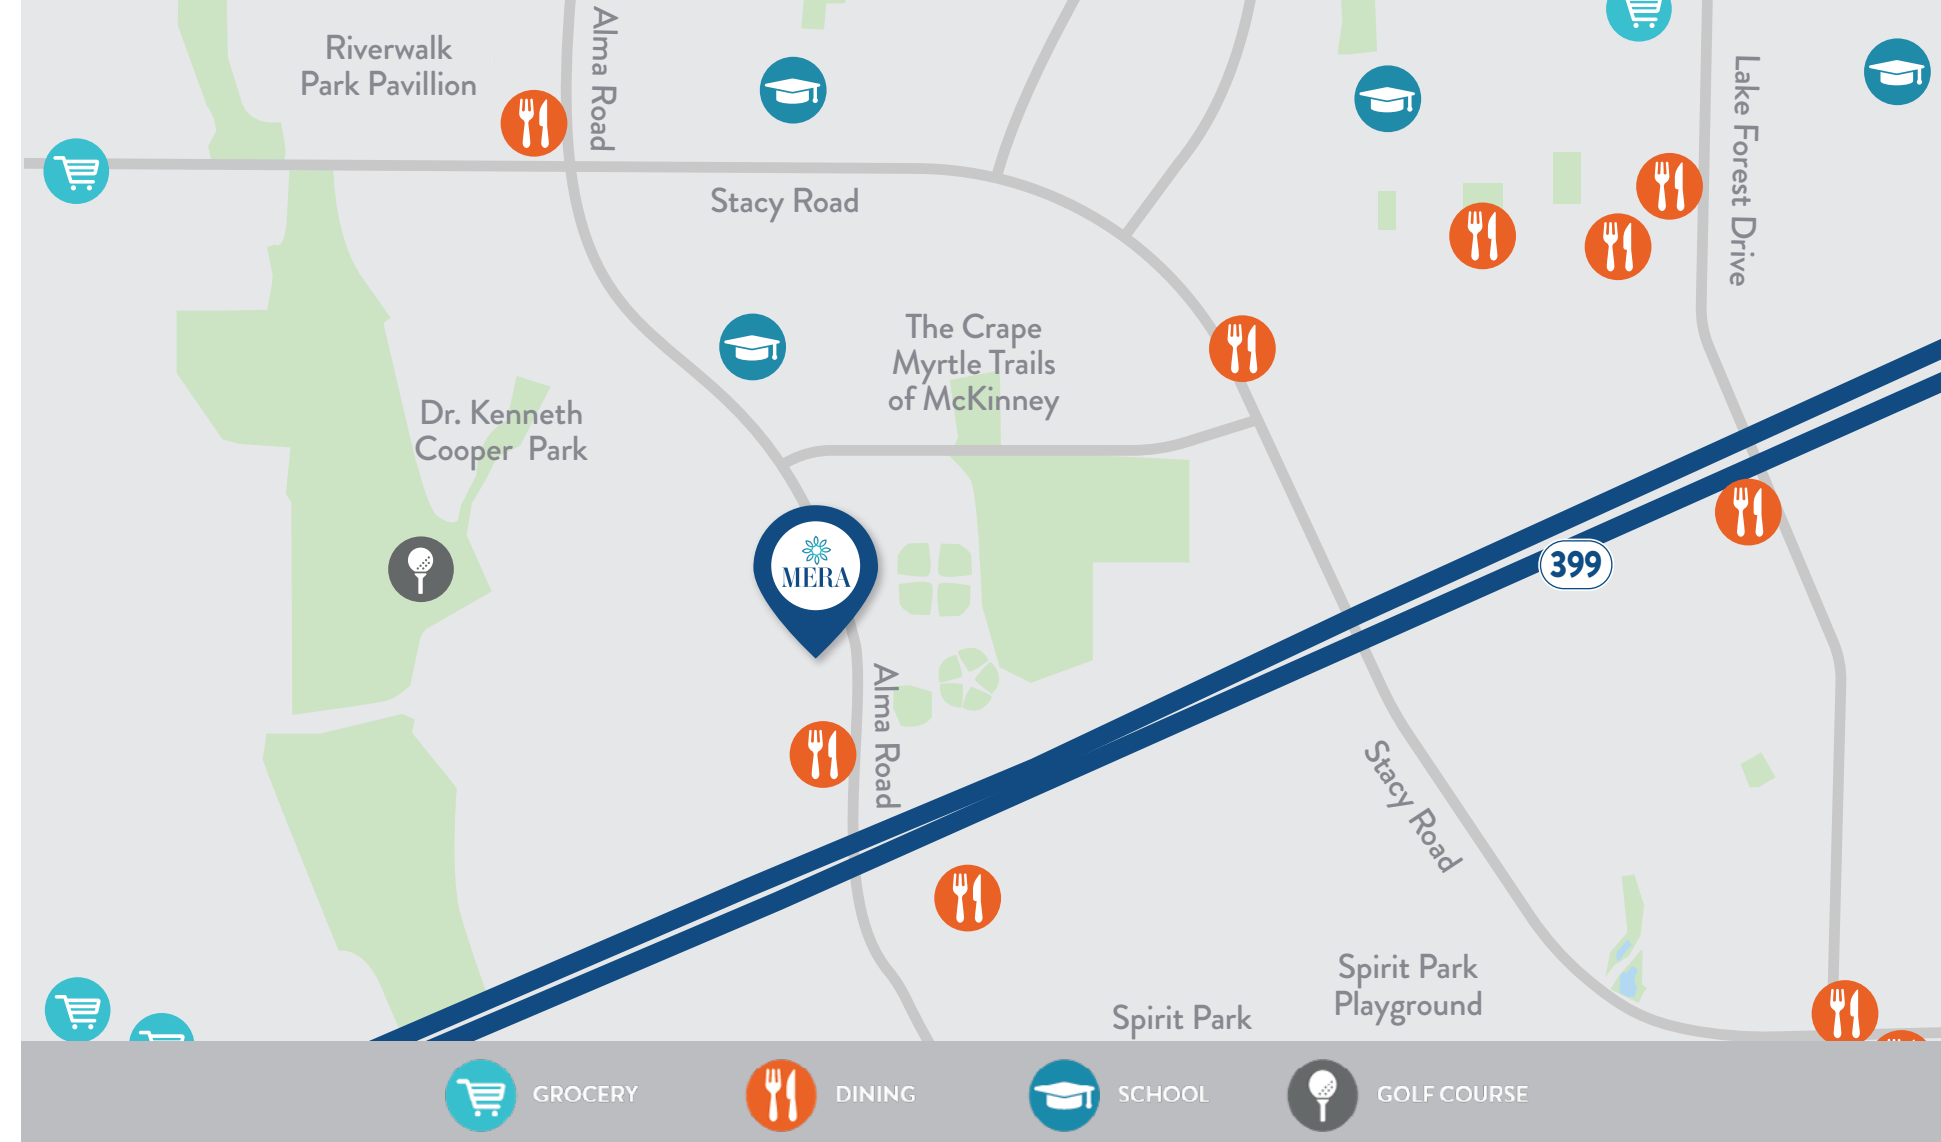 Riverwalk
Park Pavillion
Alma Road
Lake Forest Drive
Stacy Road
The Crape
Myrtle Trails
of McKinney
Dr. Kenneth
Cooper Park
MERA
399
Alma Road
Stacy Road
Spirit Park
Playground
Spirit Park
GROCERY
DINING
SCHOOL
GOLF COURSE